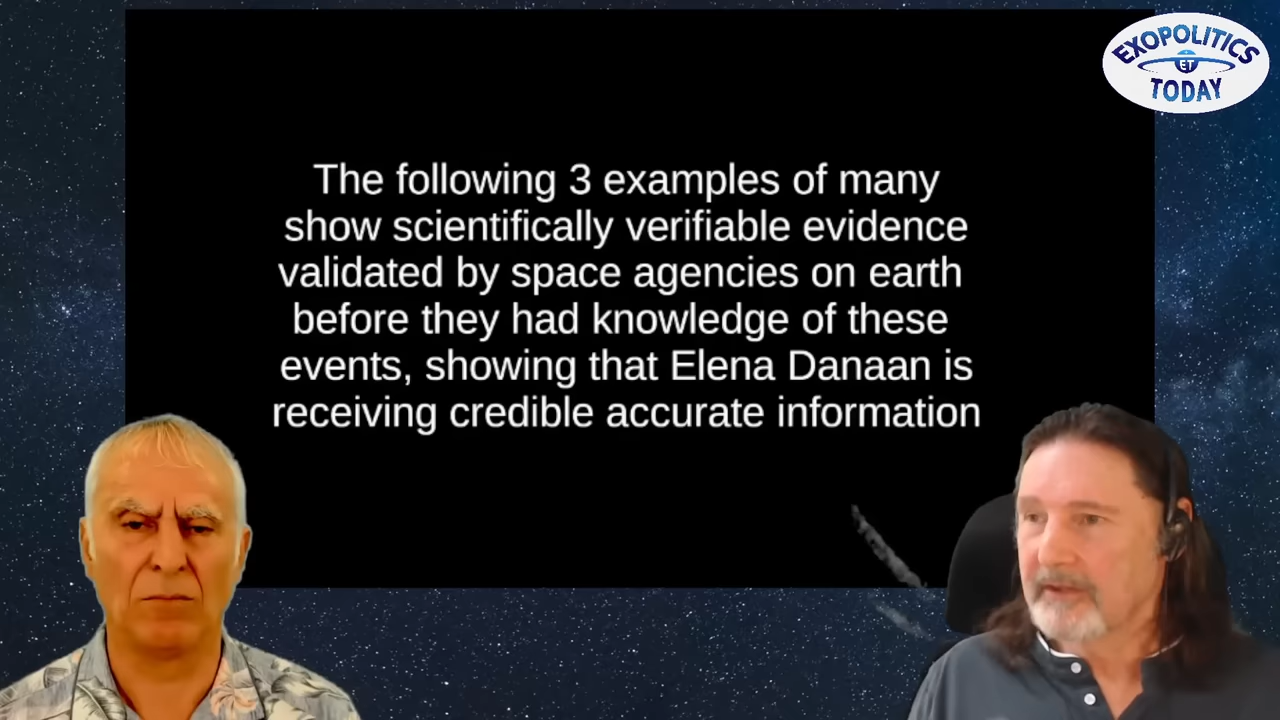 EXOPOLITICS
ET
TODAY
The following 3 examples of many
show scientifically verifiable evidence
validated by space agencies on earth
before they had knowledge of these
events, showing that Elena Danaan is
receiving credible accurate information